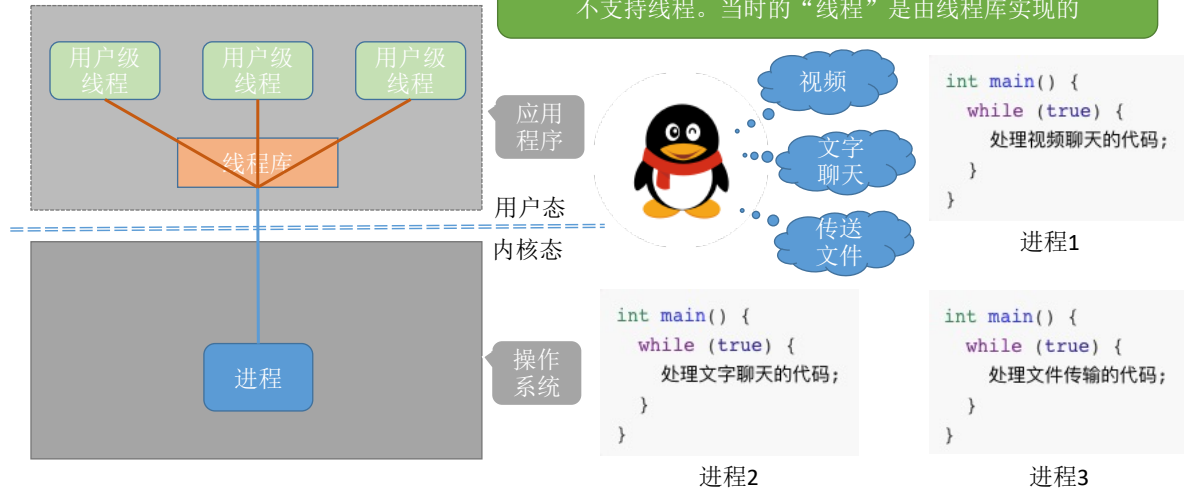 不支持线程。当时的“线程”是由线程库实现的
用户级
线程
用户级
线程
用户级
线程
线程库
应用
程序
用户态
内核态
进程
操作
系统
视频
文字
聊天
传送
文件
int main() {
while (true) {
处理视频聊天的代码;
}
}
进程1
int main() {
while (true) {
处理文字聊天的代码;
}
}
进程2
int main() {
while (true) {
处理文件传输的代码;
}
}
进程3